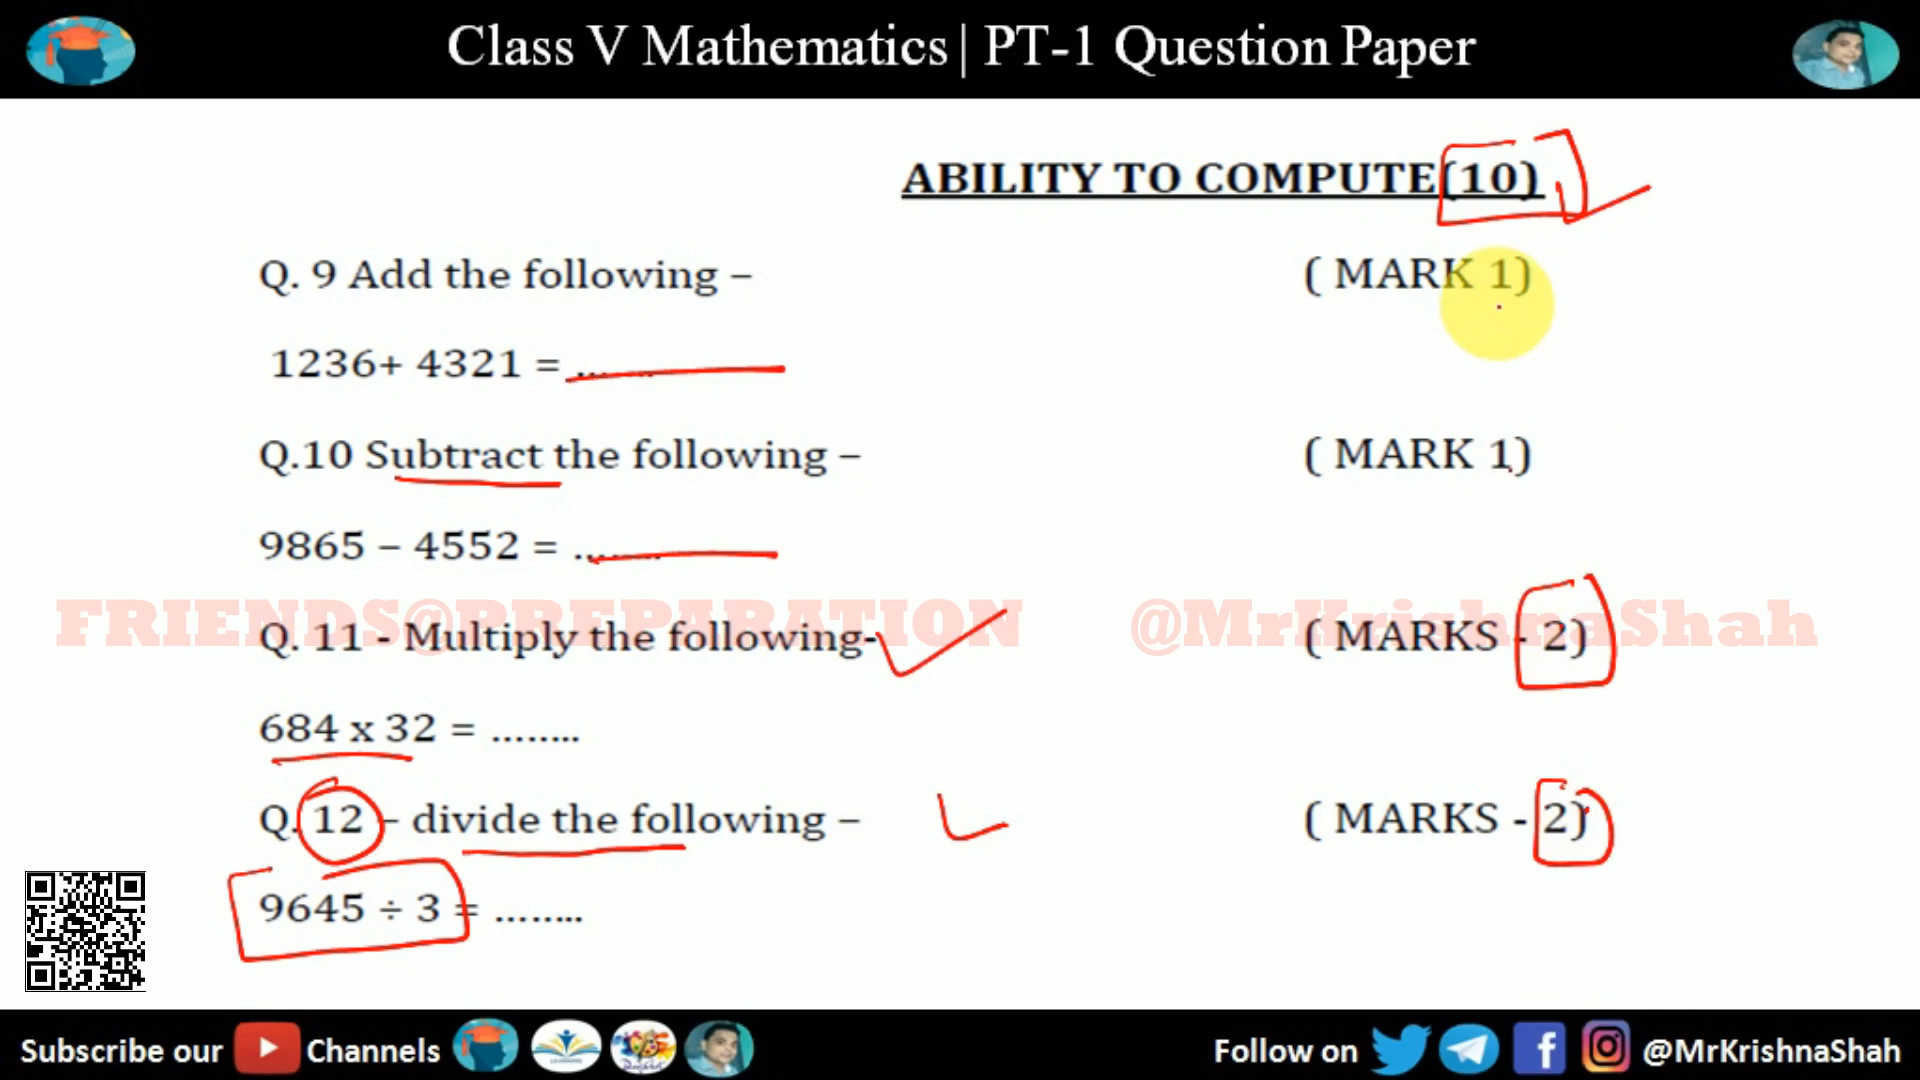 Class V Mathematics| PT-1 Question Paper
ABILITY TO COMPUTE(10)
Q. 9 Add the following – ( MARK 1)
1236+ 4321 = ........
Q.10 Subtract the following – ( MARK 1)
9865 – 4552 = ........
FRIENDS@PREPARATION @MrKrishnaShah
Q. 11 - Multiply the following- ( MARKS - 2)
684 x 32 = ........
Q. 12 – divide the following – ( MARKS - 2)
9645 ÷ 3 = ........
Subscribe our Channels Follow on @MrKrishnaShah